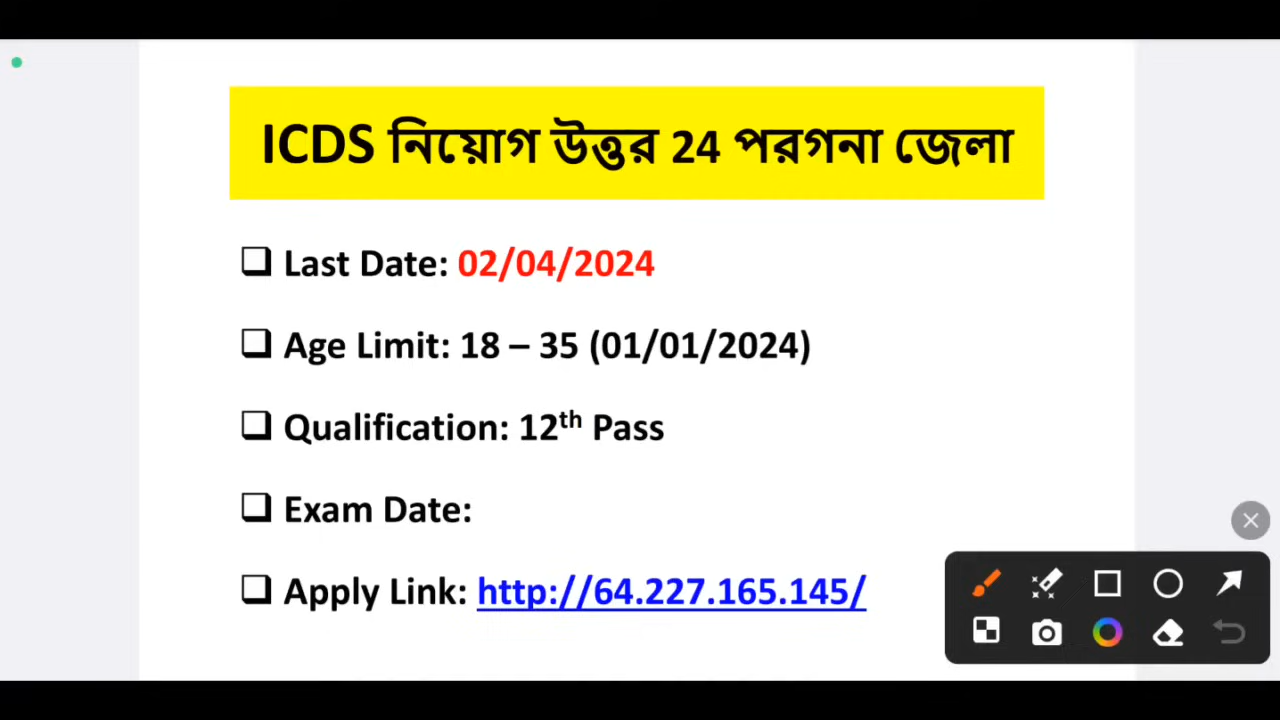 ICDS নিয়োগ উত্তর 24 পরগনা জেলা
Last Date: 02/04/2024
Age Limit: 18 – 35 (01/01/2024)
Qualification: 12th Pass
Exam Date:
Apply Link: http://64.227.165.145/